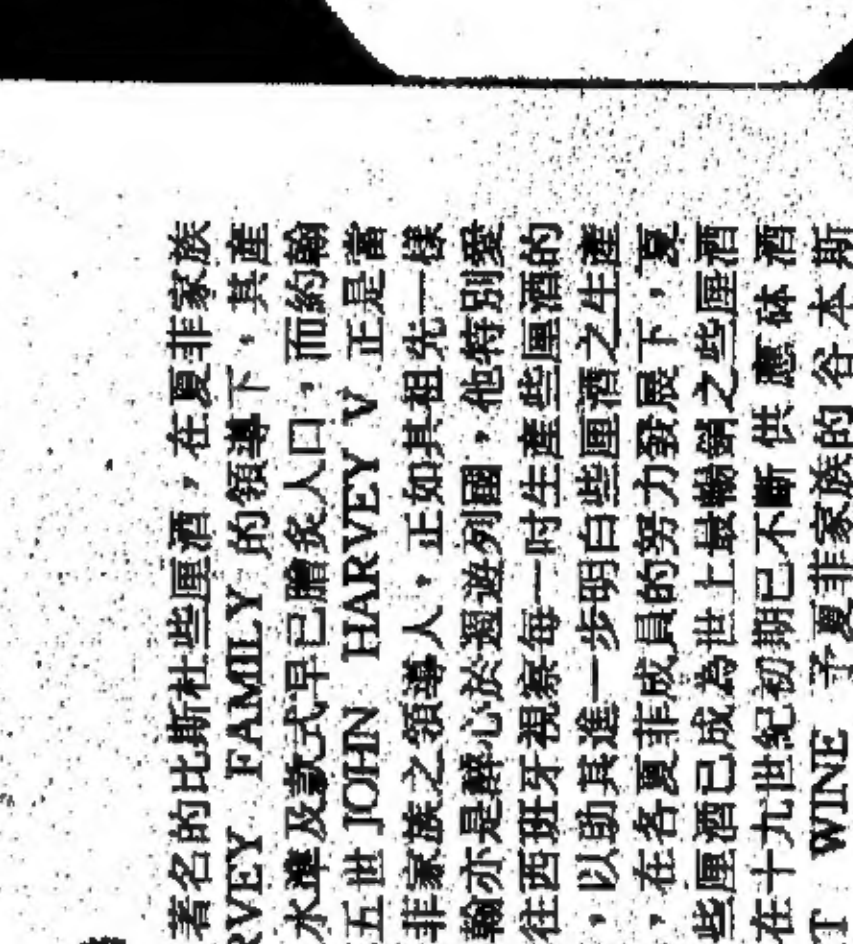 著名的比斯杜些厘酒，在夏菲家族
RVEY FAMILY 的領導下，其產
水準及款式早已膾炙人口，而約翰
五世 JOHN HARVEY V 正是當
菲家族之領導人，正如其祖先一樣
翰亦是醉心於遨遊列國，他特別愛
往西班牙視察每一吋生產些厘酒的
，以助其進一步明白些厘酒之生產
，在各夏菲成員的努力發展下，夏
些厘酒已成為世上最暢銷之些厘酒
在十九世紀初期已不斷供應砵酒
T WINE 予夏菲家族的谷本斯